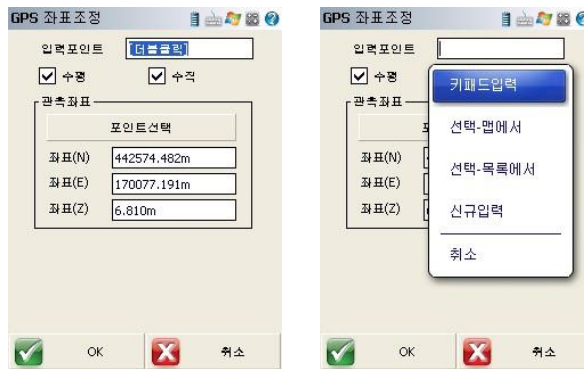 GPS 좌표조정
입력포인트 [더블클릭]
수평 수직
관측좌표
포인트선택
좌표(N) 442574.482m
좌표(E) 170077.191m
좌표(Z) 6.810m
OK 취소
GPS 좌표조정
입력포인트
수평
키패드입력
관측좌표
선택-맵에서
좌표(N)
선택-목록에서
좌표(E)
좌표(Z)
신규입력
취소
OK 취소